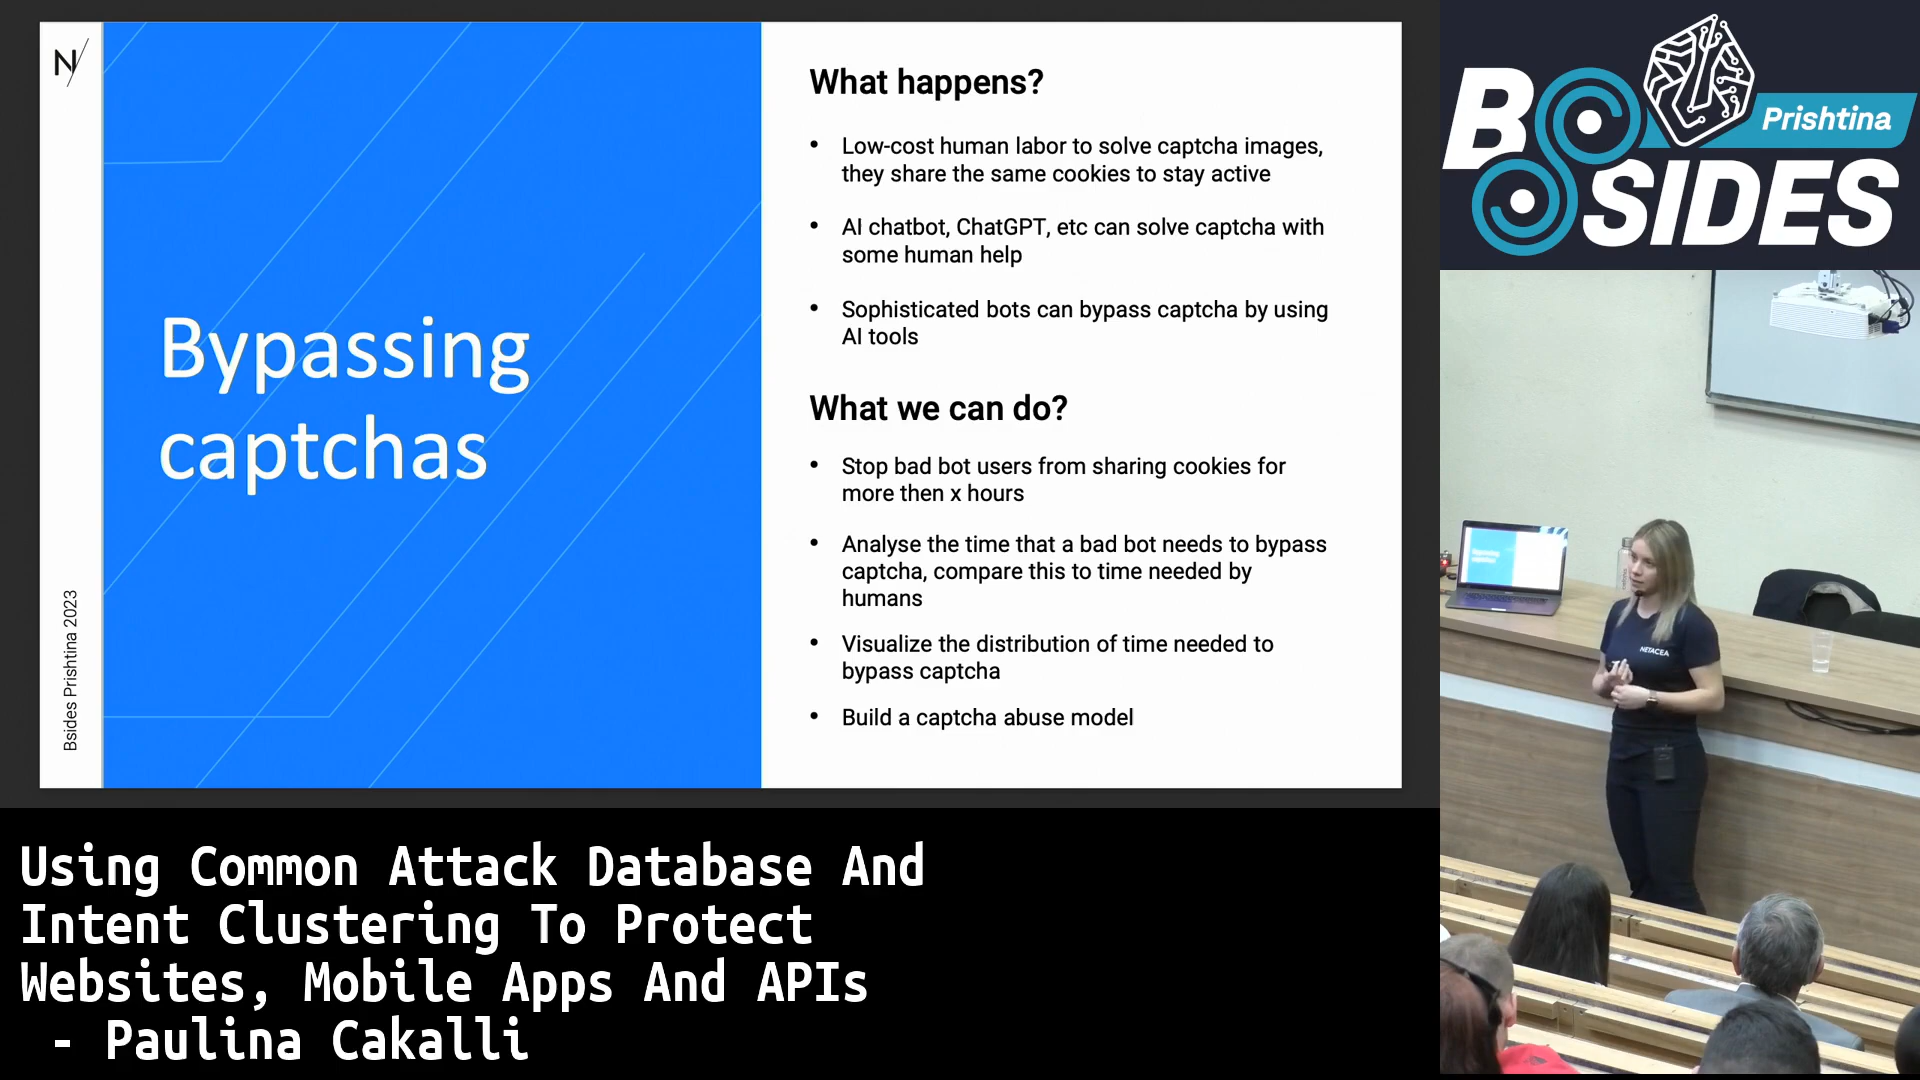 N/
Bsides Prishtina 2023
Bypassing
captchas
What happens?
• Low-cost human labor to solve captcha images,
they share the same cookies to stay active
• AI chatbot, ChatGPT, etc can solve captcha with
some human help
• Sophisticated bots can bypass captcha by using
AI tools
What we can do?
• Stop bad bot users from sharing cookies for
more then x hours
• Analyse the time that a bad bot needs to bypass
captcha, compare this to time needed by
humans
• Visualize the distribution of time needed to
bypass captcha
• Build a captcha abuse model
BSIDES
Prishtina
NETACEA
Using Common Attack Database And
Intent Clustering To Protect
Websites, Mobile Apps And APIs
- Paulina Cakalli